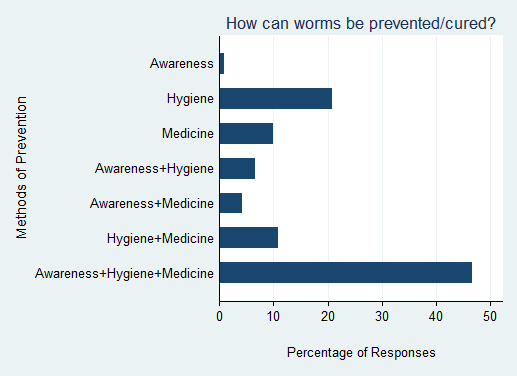 How can worms be prevented/cured?
Methods of Prevention
Awareness
Hygiene
Medicine
Awareness+Hygiene
Awareness+Medicine
Hygiene+Medicine
Awareness+Hygiene+Medicine
0 10 20 30 40 50
Percentage of Responses